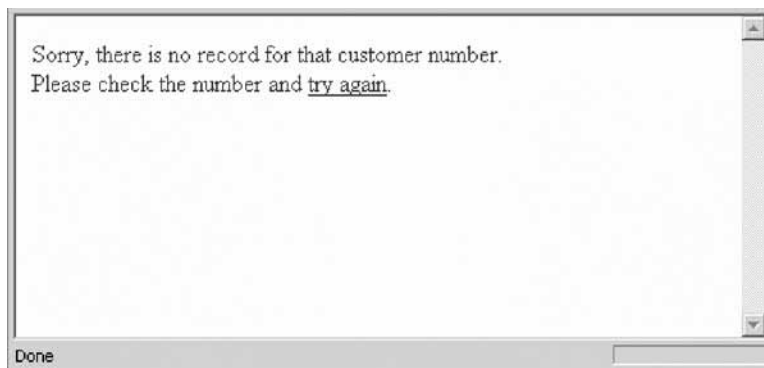 Sorry, there is no record for that customer number.
Please check the number and try again.
Done